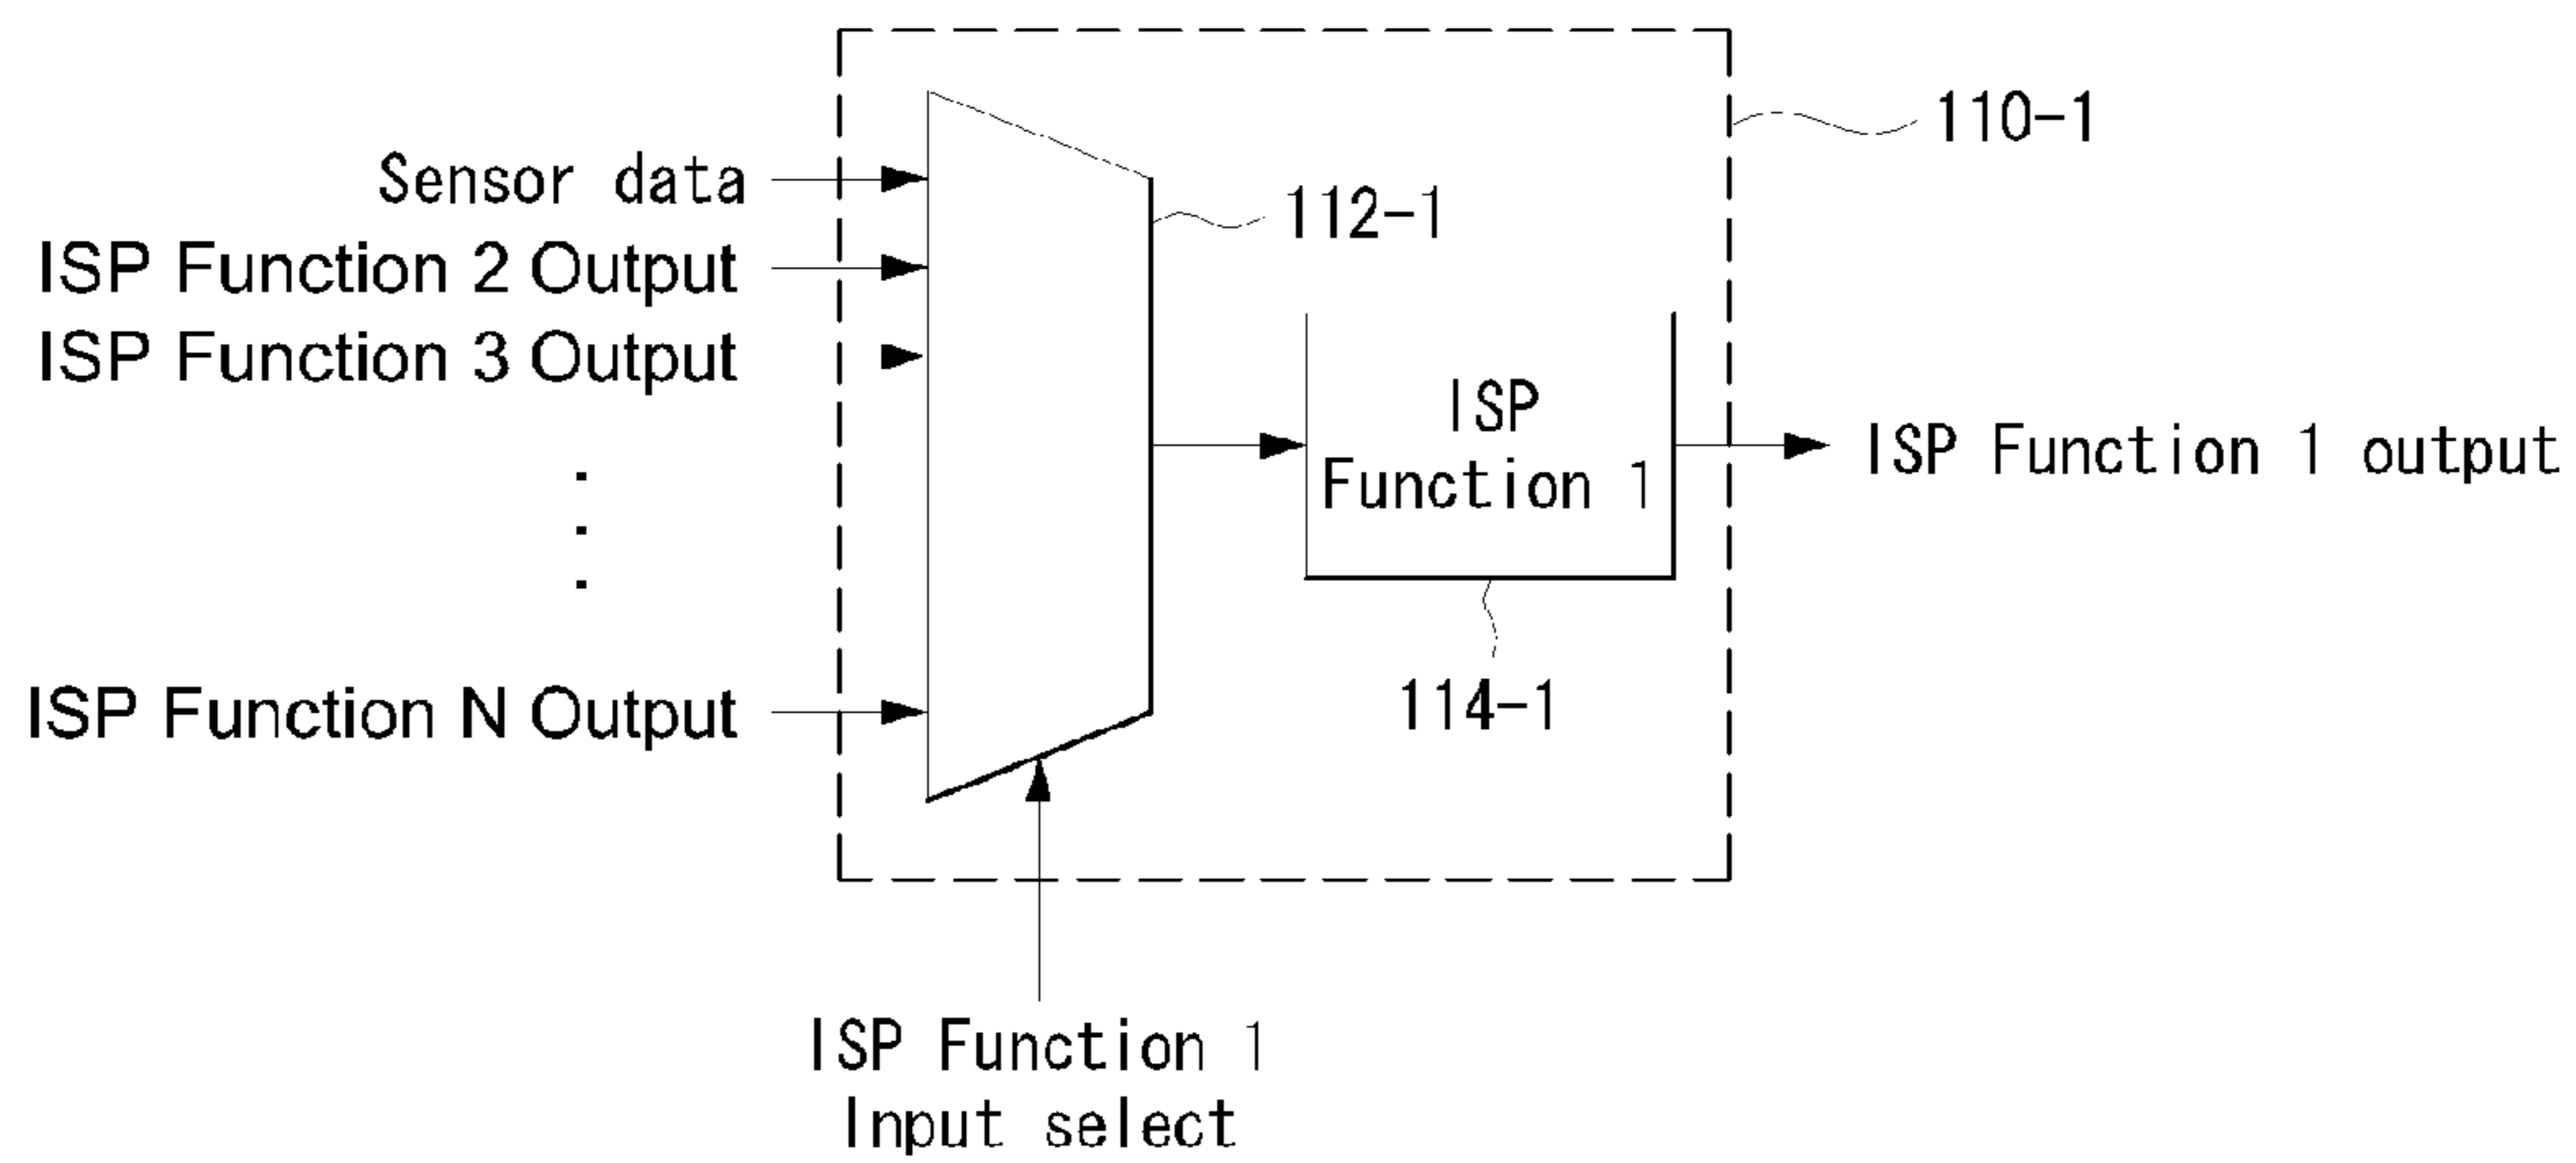 110-1
Sensor data
112-1
ISP Function 2 Output
ISP Function 3 Output
ISP
Function 1
ISP Function 1 output
114-1
ISP Function N Output
ISP Function 1
Input select